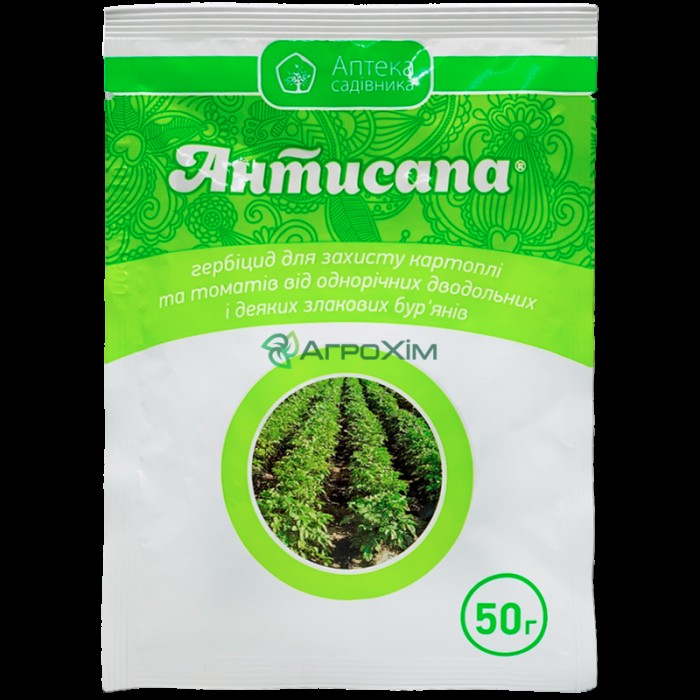 Аптека
садівника
Антисапа®
гербіцид для захисту картоплі
та томатів від однорічних дводольних
і деяких злакових бур'янів
АгроХім
50г